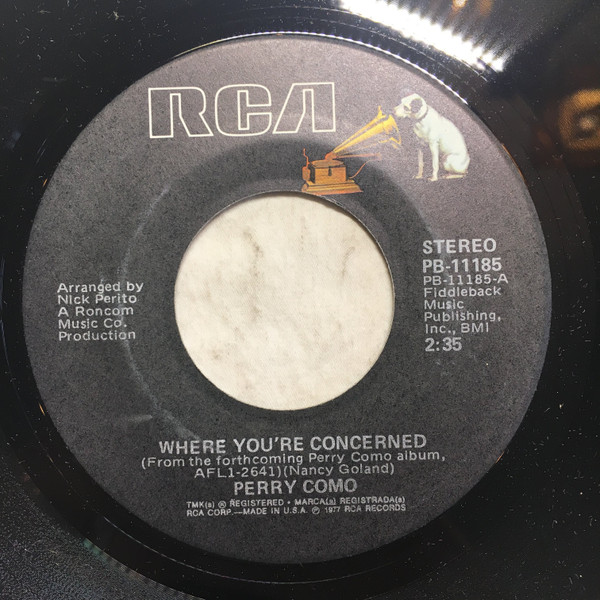 RCA
STEREO
PB-11185
PB-11185-A
Fiddleback
Music
Publishing,
Inc., BMI
2:35
Arranged by
Nick Perito
A Roncom
Music Co.
Production
WHERE YOU'RE CONCERNED
(From the forthcoming Perry Como album,
AFL1-2641)(Nancy Goland)
PERRY COMO
TMK(s) ® REGISTERED • MARCA(s) REGISTRADA(s)
RCA CORP.—MADE IN U.S.A. ℗ 1977 RCA RECORDS